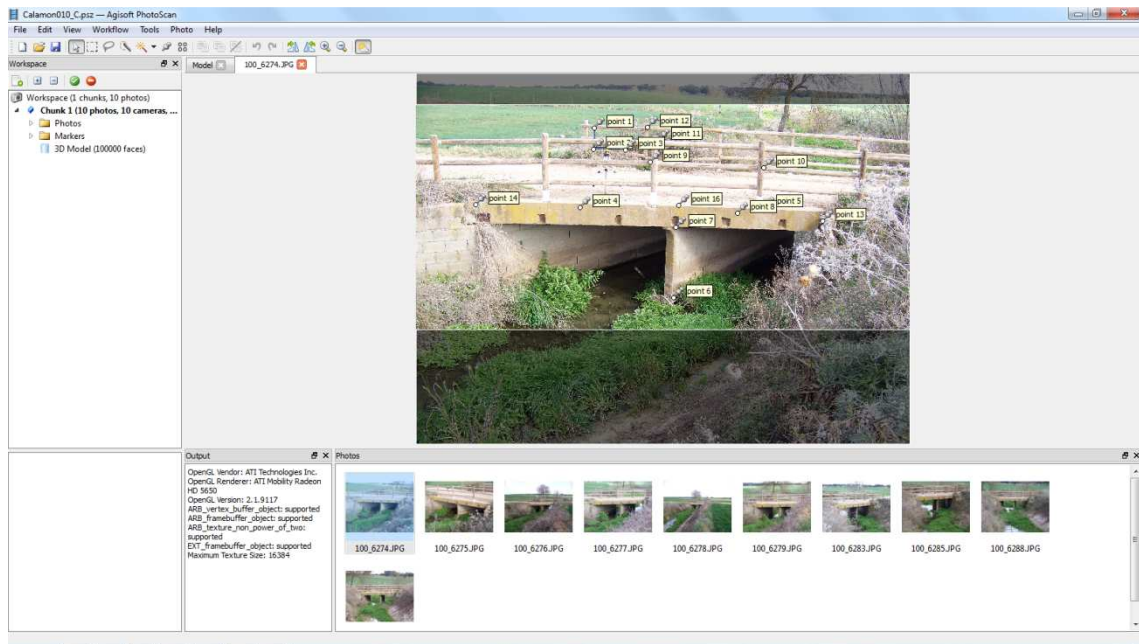 Calamon010_C.psz — Agisoft PhotoScan
File Edit View Workflow Tools Photo Help
Workspace
Model
100_6274.JPG
Workspace (1 chunks, 10 photos)
Chunk 1 (10 photos, 10 cameras, ...
Photos
Markers
3D Model (100000 faces)
point 1
point 12
point 11
point 2
point 3
point 9
point 10
point 14
point 4
point 16
point 8
point 5
point 13
point 7
point 6
Output
OpenGL Vendor: ATI Technologies Inc.
OpenGL Renderer: ATI Mobility Radeon
HD 5650
OpenGL Version: 2.1.9117
ARB_vertex_buffer_object: supported
ARB_framebuffer_object: supported
ARB_texture_non_power_of_two:
supported
EXT_framebuffer_object: supported
Maximum Texture Size: 16384
Photos
100_6274.JPG
100_6275.JPG
100_6276.JPG
100_6277.JPG
100_6278.JPG
100_6279.JPG
100_6283.JPG
100_6285.JPG
100_6288.JPG